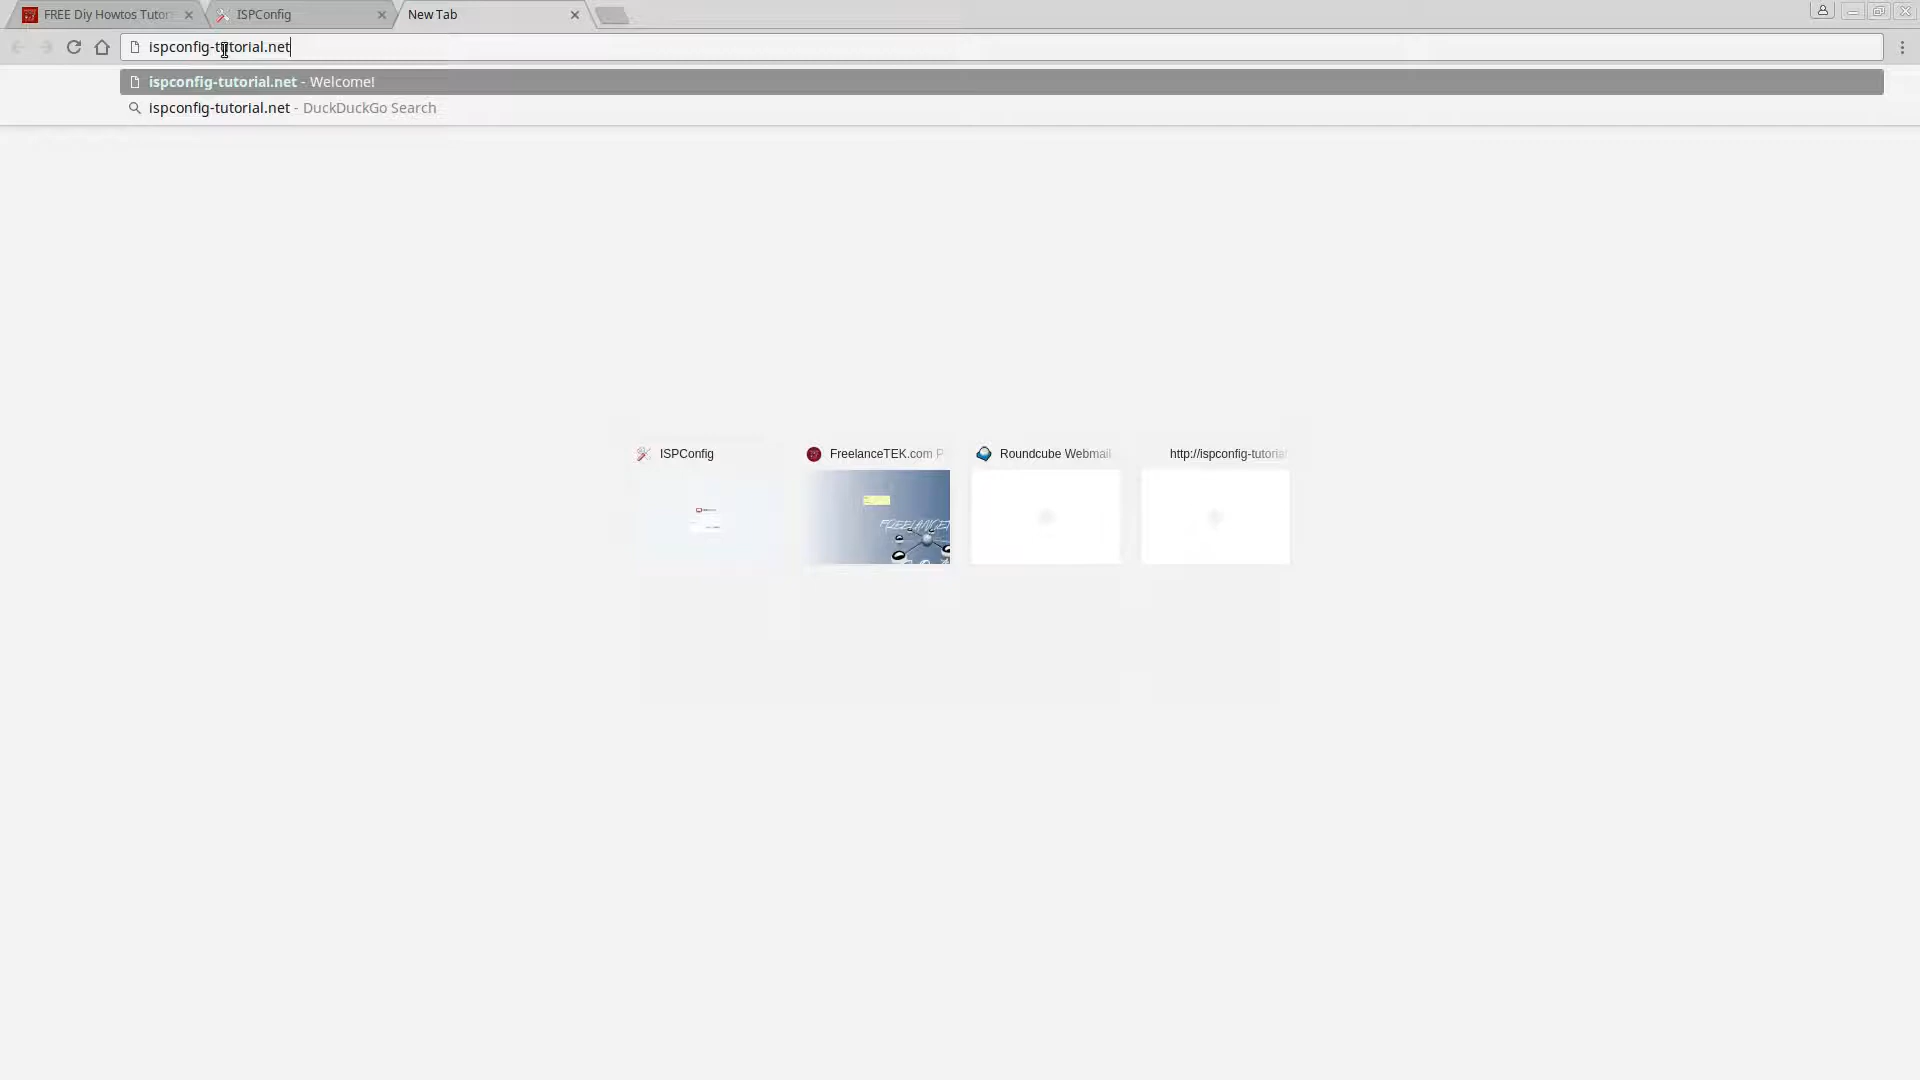 FREE Diy Howtos Tutor
ISPConfig
New Tab
ispconfig-tutorial.net
ispconfig-tutorial.net - Welcome!
ispconfig-tutorial.net - DuckDuckGo Search
ISPConfig
FreelanceTEK.com P
Roundcube Webmail
http://ispconfig-tutorial